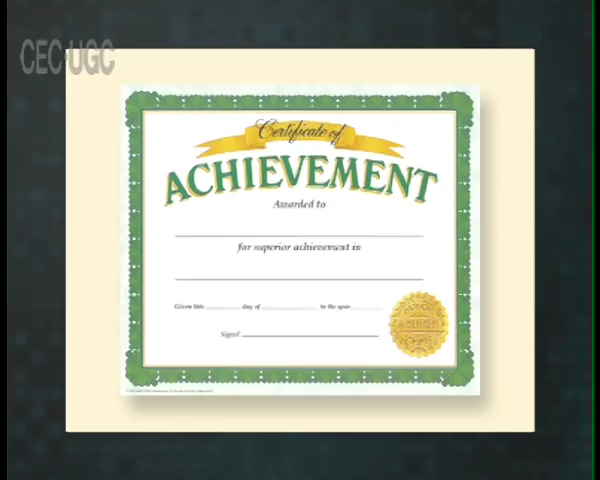 CEC-UGC
Certificate of
ACHIEVEMENT
Awarded to
for superior achievement in
Given this day of in the year
Signed